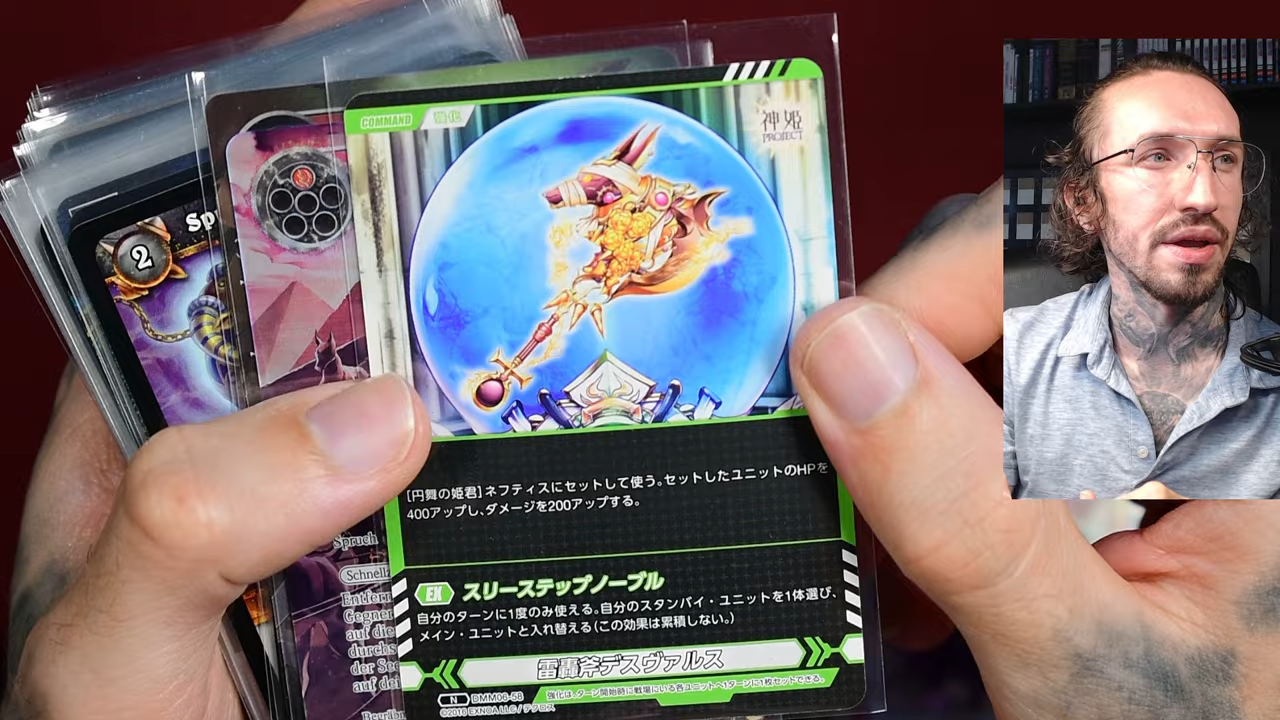 COMMAND 強化
神姫
PROJECT
2
Sp
[円舞の姫君]ネフティスにセットして使う。セットしたユニットのHPを
400アップし、ダメージを200アップする。
EX スリーステップノーブル
自分のターンに1度のみ使える。自分のスタンバイ・ユニットを1体選び、
メイン・ユニットと入れ替える(この効果は累積しない。)
雷轟斧デスヴァルス
強化は、ターン開始時に戦場にいる各ユニットへ1ターンに1枚セットできる。
N DMM06-58
©2016 EXNOA LLC / テクロス
Spruch
Schnellz
Entfern
Gegner
auf die
durchs
der So
auf dei